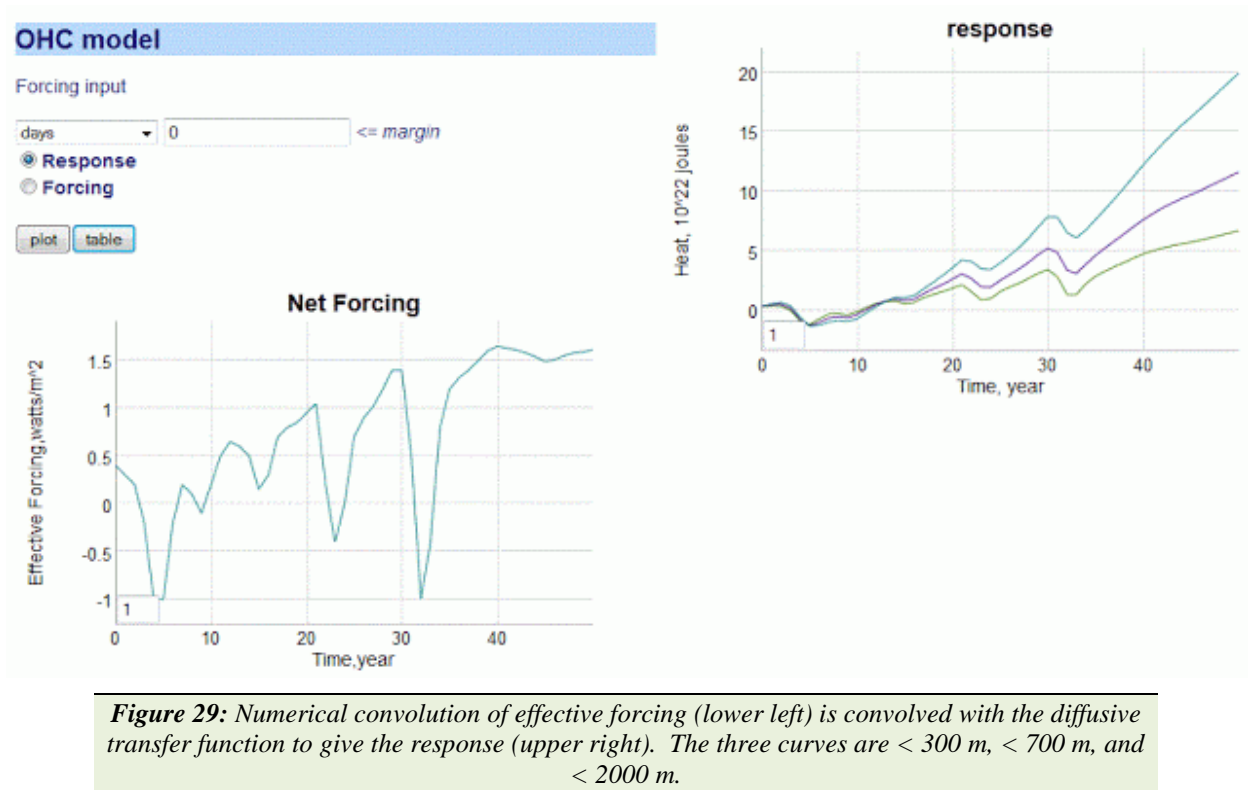 OHC model
Forcing input
days 0 <= margin
Response
Forcing
plot table
Net Forcing
Effective Forcing,watts/m^2
1.5
1
0.5
0
-0.5
-1
1
0 10 20 30 40
Time,year
response
Heat, 10^22 joules
20
15
10
5
0
1
0 10 20 30 40
Time, year
Figure 29: Numerical convolution of effective forcing (lower left) is convolved with the diffusive
transfer function to give the response (upper right). The three curves are < 300 m, < 700 m, and
< 2000 m.